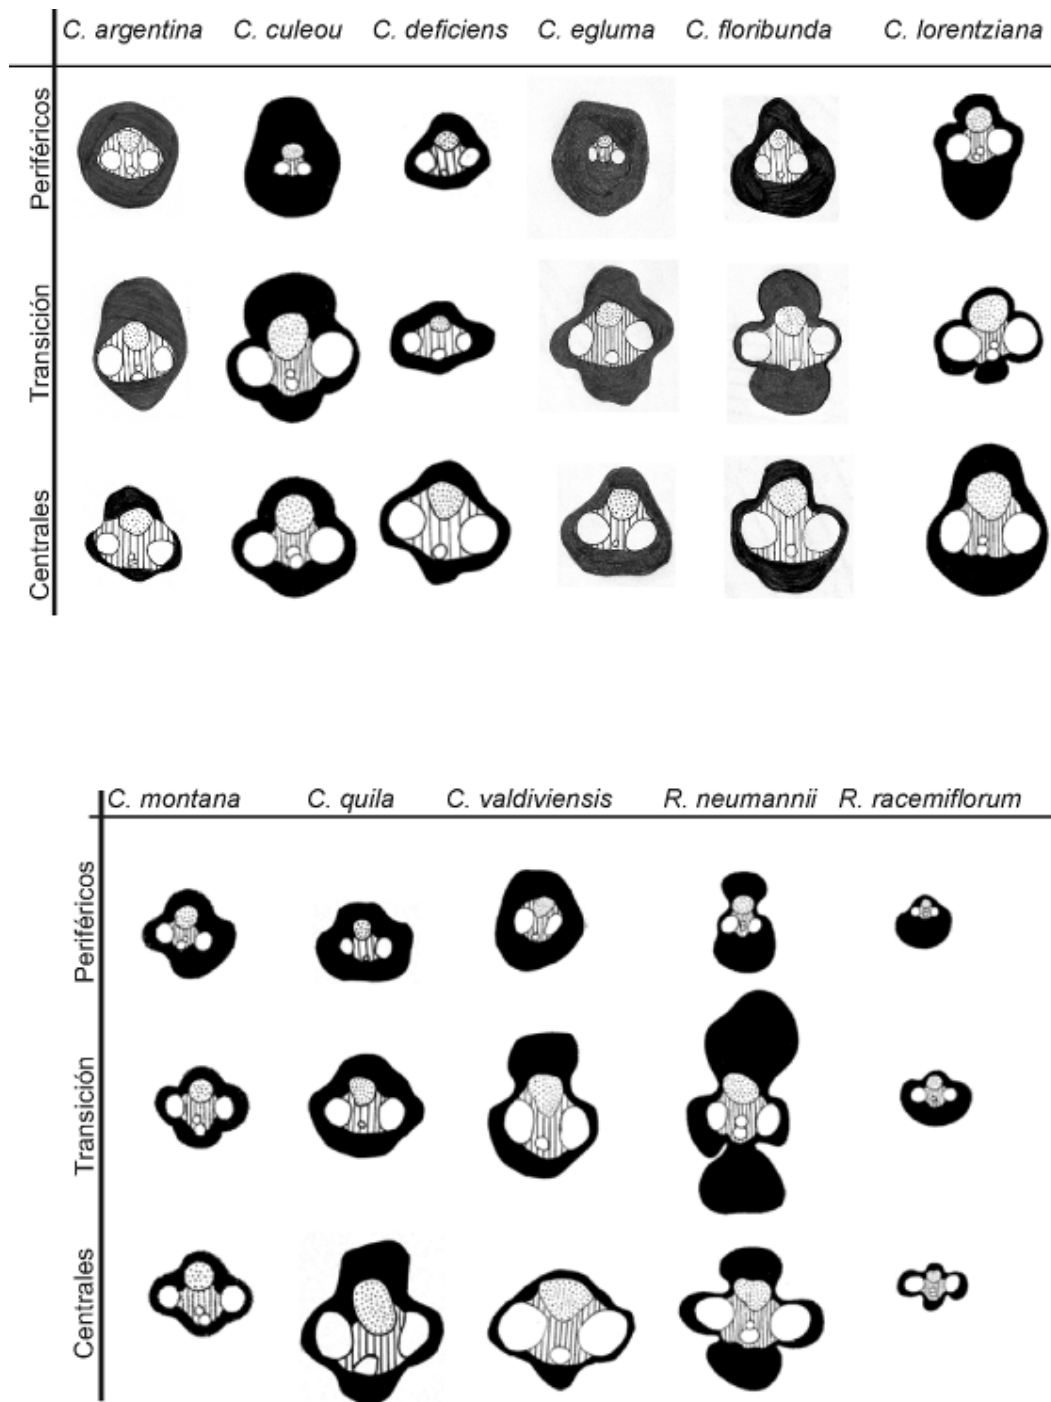 C. argentina C. culeou C. deficiens C. egluma C. floribunda C. lorentziana
Periféricos
Transición
Centrales
C. montana C. quila C. valdiviensis R. neumannii R. racemiflorum
Periféricos
Transición
Centrales